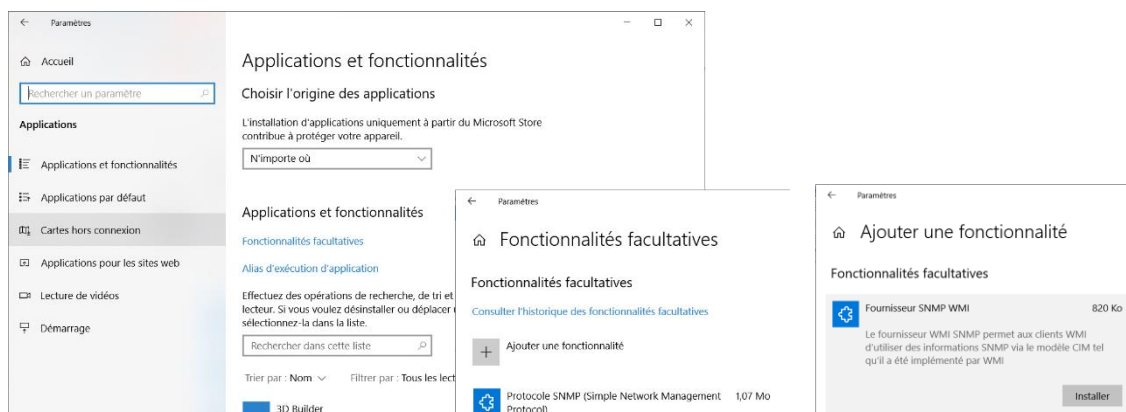 Paramètres
Accueil
Rechercher un paramètre
Applications
Applications et fonctionnalités
Applications par défaut
Cartes hors connexion
Applications pour les sites web
Lecture de vidéos
Démarrage
Applications et fonctionnalités
Choisir l'origine des applications
L'installation d'applications uniquement à partir du Microsoft Store
contribue à protéger votre appareil.
N'importe où
Applications et fonctionnalités
Fonctionnalités facultatives
Alias d'exécution d'application
Effectuez des opérations de recherche, de tri et
lecteur. Si vous voulez désinstaller ou déplacer
sélectionnez-la dans la liste.
Rechercher dans cette liste
Trier par : Nom
Filtrer par : Tous les lect
3D Builder
Paramètres
Fonctionnalités facultatives
Fonctionnalités facultatives
Consulter l'historique des fonctionnalités facultatives
Ajouter une fonctionnalité
Protocole SNMP (Simple Network Management 1,07 Mo
Protocol)
Paramètres
Ajouter une fonctionnalité
Fonctionnalités facultatives
Fournisseur SNMP WMI 820 Ko
Le fournisseur WMI SNMP permet aux clients WMI
d'utiliser des informations SNMP via le modèle CIM tel
qu'il a été implémenté par WMI
Installer